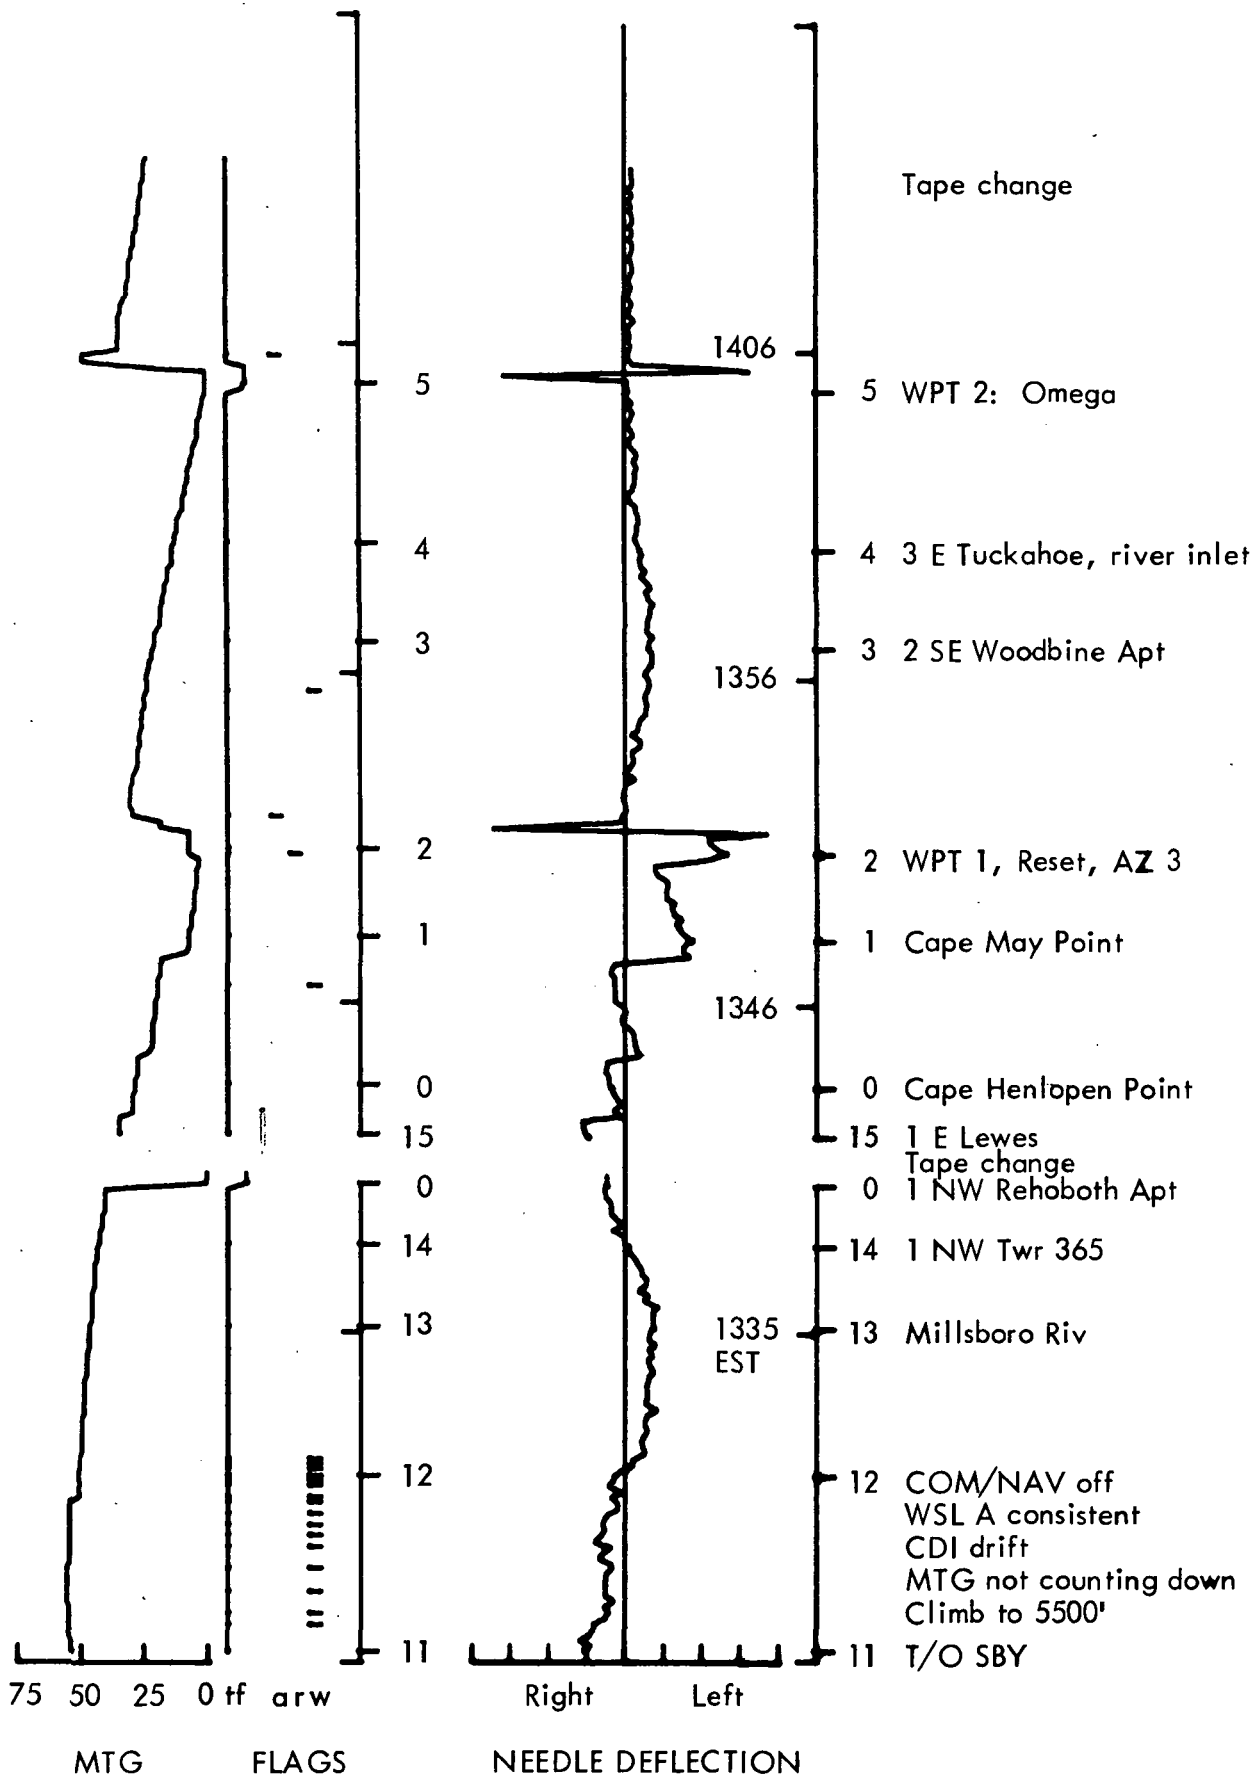 Tape change
1406
5 5 WPT 2: Omega
4 4 3 E Tuckahoe, river inlet
3 3 2 SE Woodbine Apt
1356
2 2 WPT 1, Reset, AZ 3
1 1 Cape May Point
1346
0 0 Cape Henlopen Point
15 15 1 E Lewes
Tape change
0 0 1 NW Rehoboth Apt
14 14 1 NW Twr 365
13 1335 13 Millsboro Riv
EST
12 12 COM/NAV off
WSL A consistent
CDI drift
MTG not counting down
Climb to 5500'
11 11 T/O SBY
75 50 25 0 tf arw Right Left
MTG FLAGS NEEDLE DEFLECTION